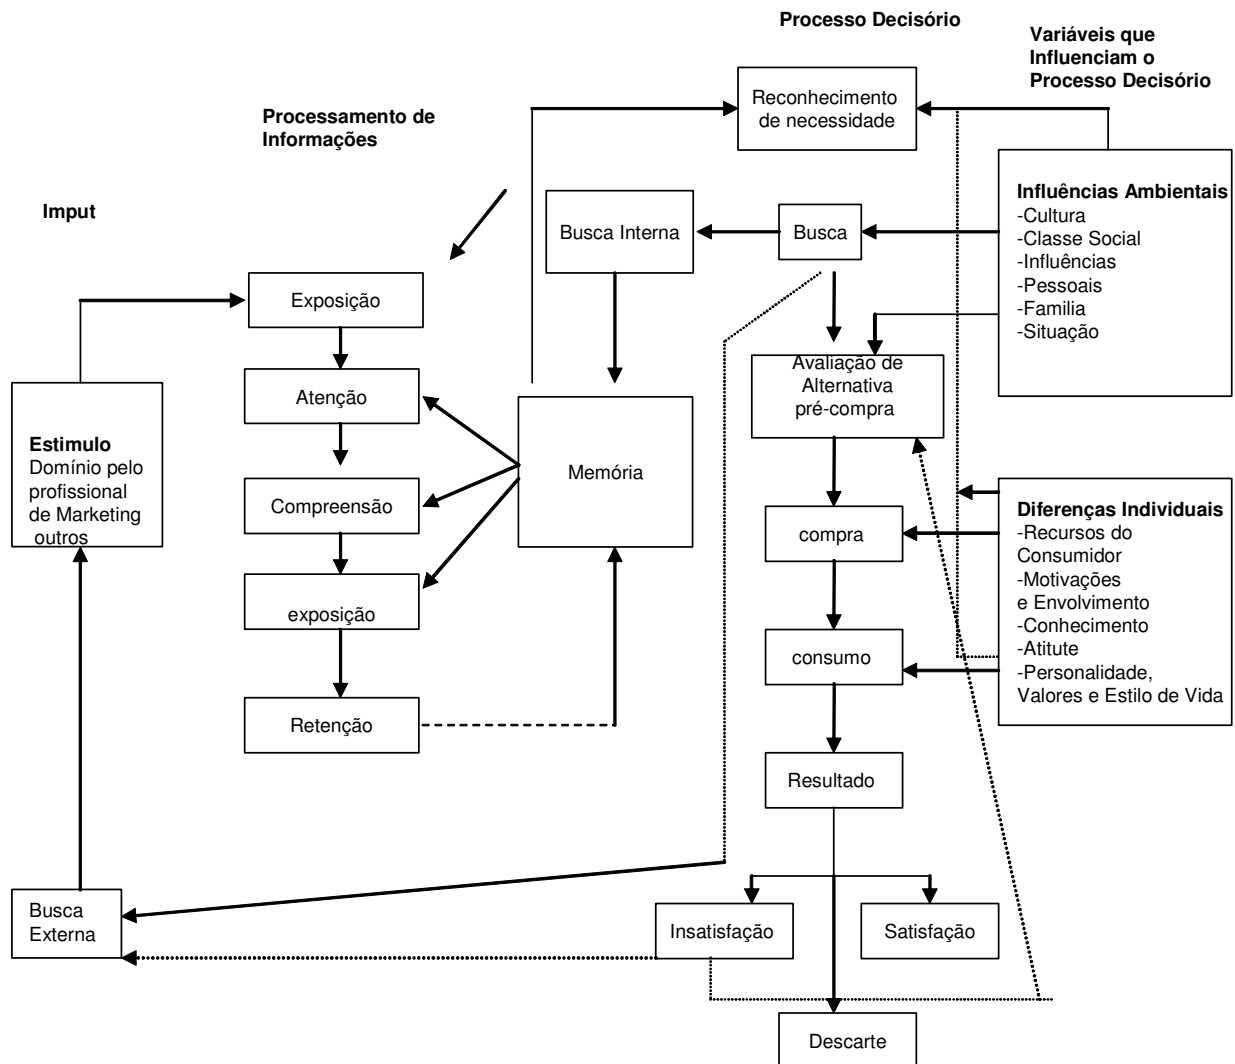 Processo Decisório
Variáveis que
Influenciam o
Processo Decisório
Processamento de
Informações
Imput
Reconhecimento
de necessidade
Influências Ambientais
-Cultura
-Classe Social
-Influências
-Pessoais
-Familia
-Situação
Busca Interna
Busca
Exposição
Atenção
Compreensão
exposição
Retenção
Estimulo
Domínio pelo
profissional
de Marketing
outros
Memória
Avaliação de
Alternativa
pré-compra
compra
consumo
Resultado
Diferenças Individuais
-Recursos do
Consumidor
-Motivações
e Envolvimento
-Conhecimento
-Atitute
-Personalidade,
Valores e Estilo de Vida
Busca
Externa
Insatisfação
Satisfação
Descarte